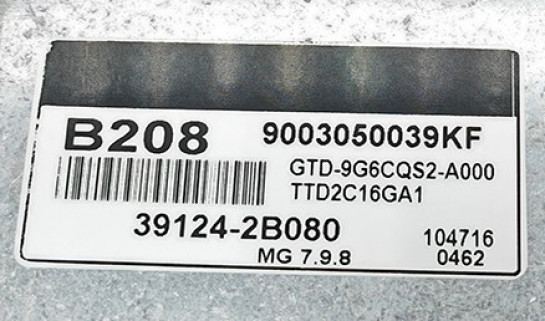 B208 9003050039KF
GTD-9G6CQS2-A000
TTD2C16GA1
39124-2B080
104716
MG 7.9.8 0462